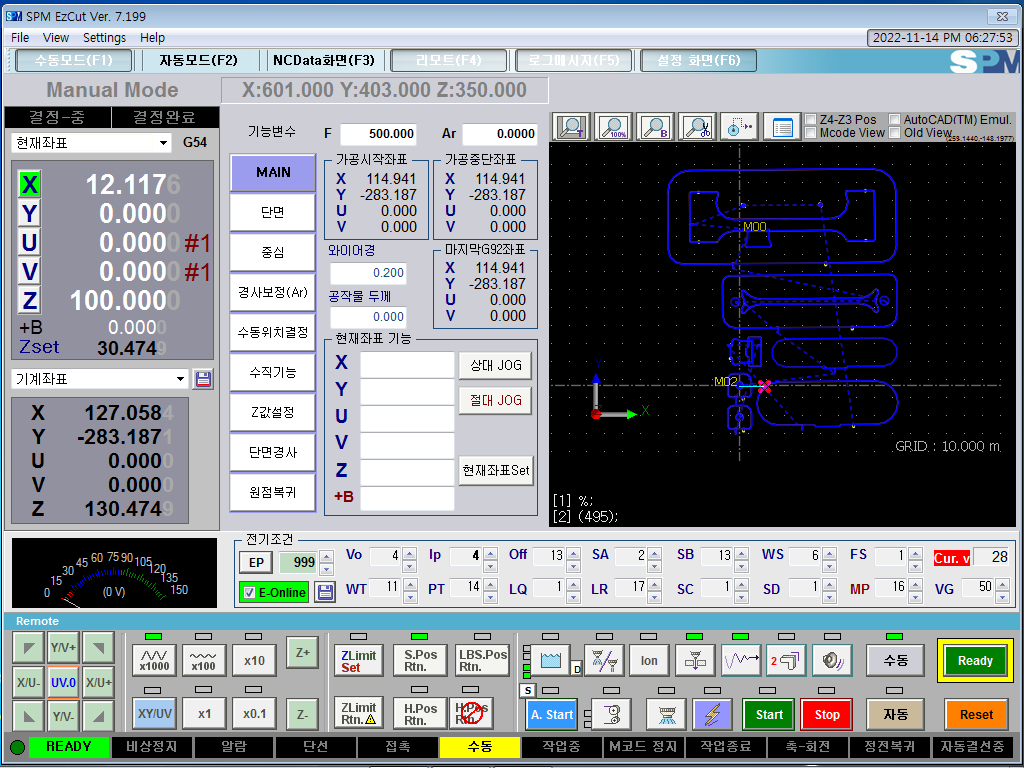 SPM EzCut Ver. 7.199
File View Settings Help
2022-11-14 PM 06:27:53
수동모드(F1) 자동모드(F2) NCData화면(F3) 리모트(F4) 로그메시지(F5) 설정 화면(F6)
SPM
Manual Mode X:601.000 Y:403.000 Z:350.000
결정-중 결정완료
현재좌표 G54
X 12.1176
Y 0.0000
U 0.0000 #1
V 0.0000 #1
Z 100.0000
+B 0.0000
Zset 30.4749
기계좌표
X 127.0584
Y -283.1871
U 0.0000
V 0.0000
Z 130.4749
기능변수 F 500.000 Ar 0.0000
MAIN
단면
중심
경사보정(Ar)
수동위치결정
수직기능
Z값설정
단면경사
원점복귀
가공시작좌표
X 114.941
Y -283.187
U 0.000
V 0.000
가공중단좌표
X 114.941
Y -283.187
U 0.000
V 0.000
와이어경
0.200
공작물 두께
0.000
마지막G92좌표
X 114.941
Y -283.187
U 0.000
V 0.000
현재좌표 기능
X
Y
U
V
Z
+B
상대 JOG
절대 JOG
현재좌표Set
T 100% B
Z4-Z3 Pos AutoCAD(TM) Emul.
Mcode View Old View
M00
M02
Y
X
GRID : 10.000 m
[1] %;
[2] (495);
0 15 30 45 60 75 90 105 120 135 150
(0 V)
전기조건
EP 999 Vo 4 Ip 4 Off 13 SA 2 SB 13 WS 6 FS 1 Cur. v 28
E-Online WT 11 PT 14 LQ 1 LR 17 SC 1 SD 1 MP 16 VG 50
Remote
Y/V+
X/U- UV.0 X/U+
Y/V-
x1000 x100 x10 Z+
XY/UV x1 x0.1 Z-
ZLimit Set S.Pos Rtn. LBS.Pos Rtn.
ZLimit Rtn. H.Pos Rtn.
D Ion 2 수동 Ready
S A. Start Start Stop 자동 Reset
READY 비상정지 알람 단선 접촉 수동 작업중 M코드 정지 작업종료 축-회전 정전복귀 자동결선중